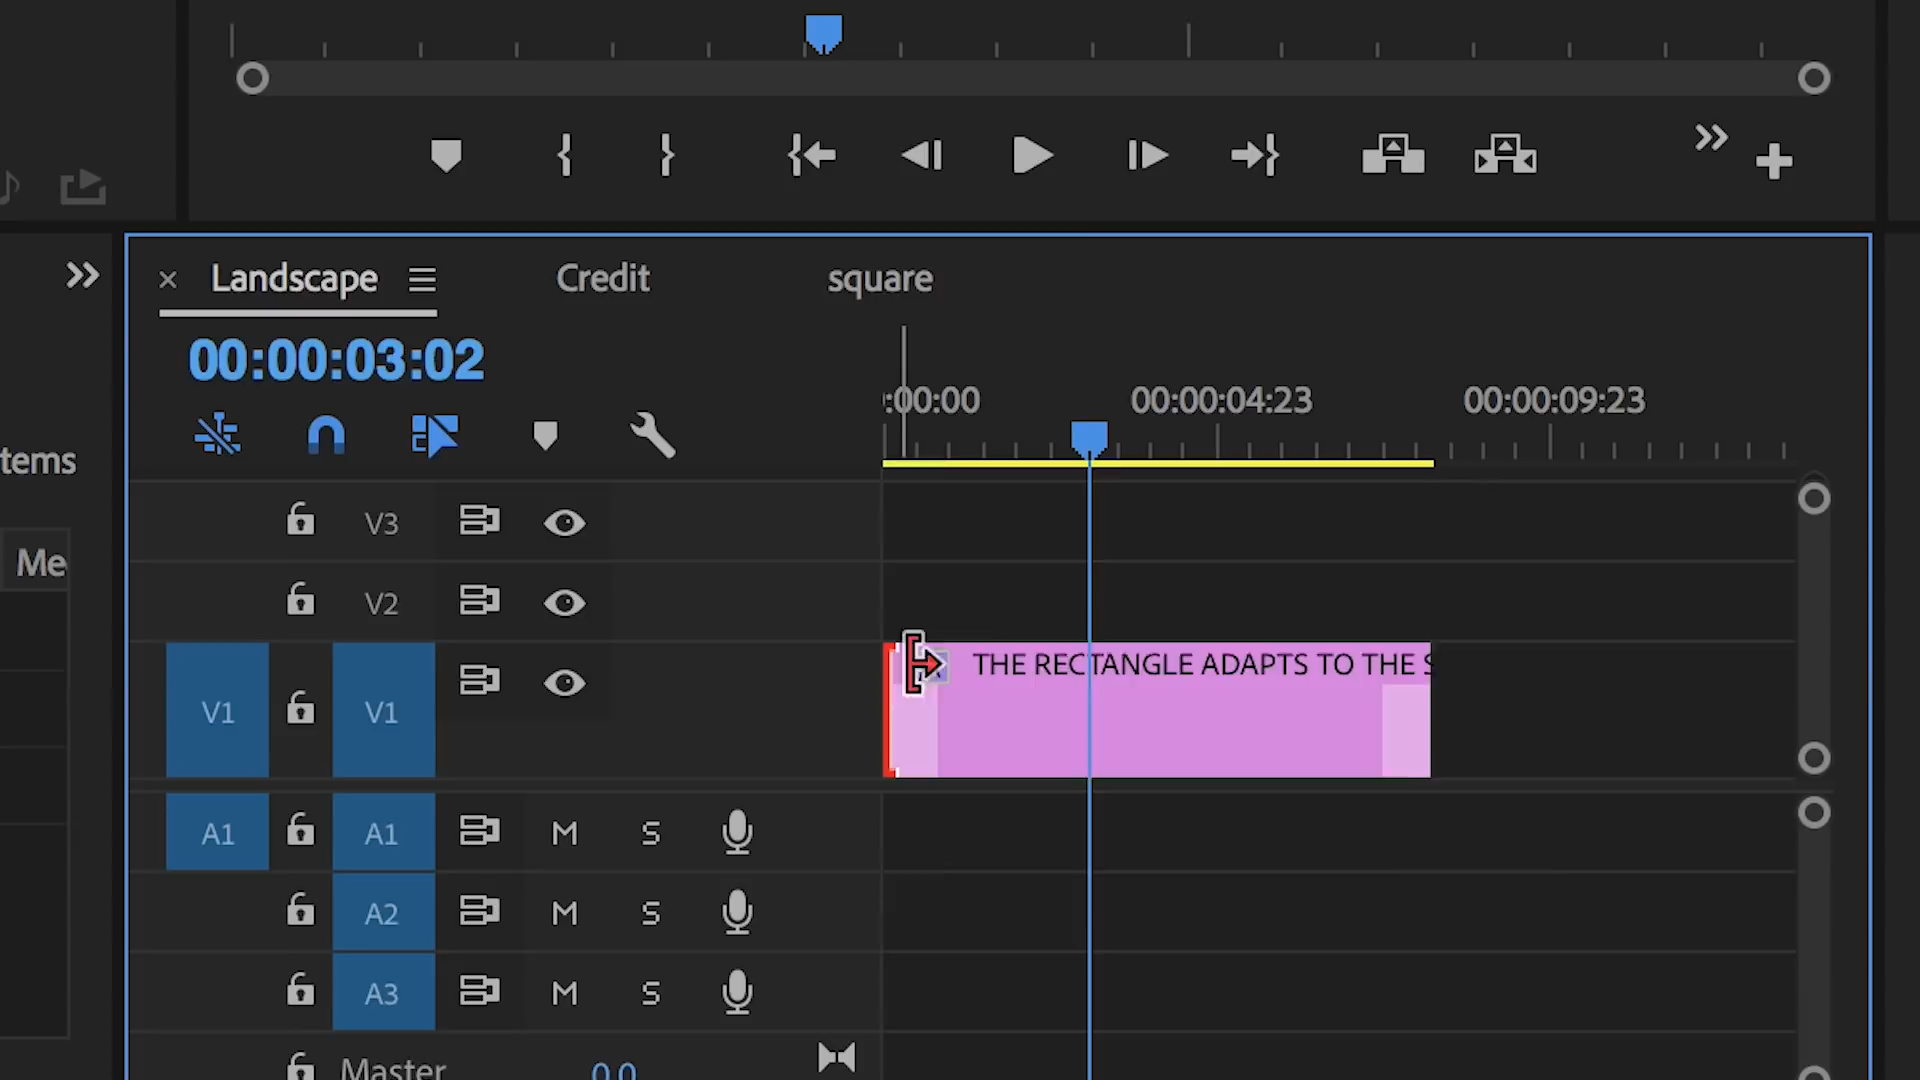 Landscape
Credit
square
00:00:03:02
:00:00
00:00:04:23
00:00:09:23
tems
Me
V3
V2
V1
V1
THE RECTANGLE ADAPTS TO THE S
A1
A1
M
S
A2
M
S
A3
M
S
Master
0.0